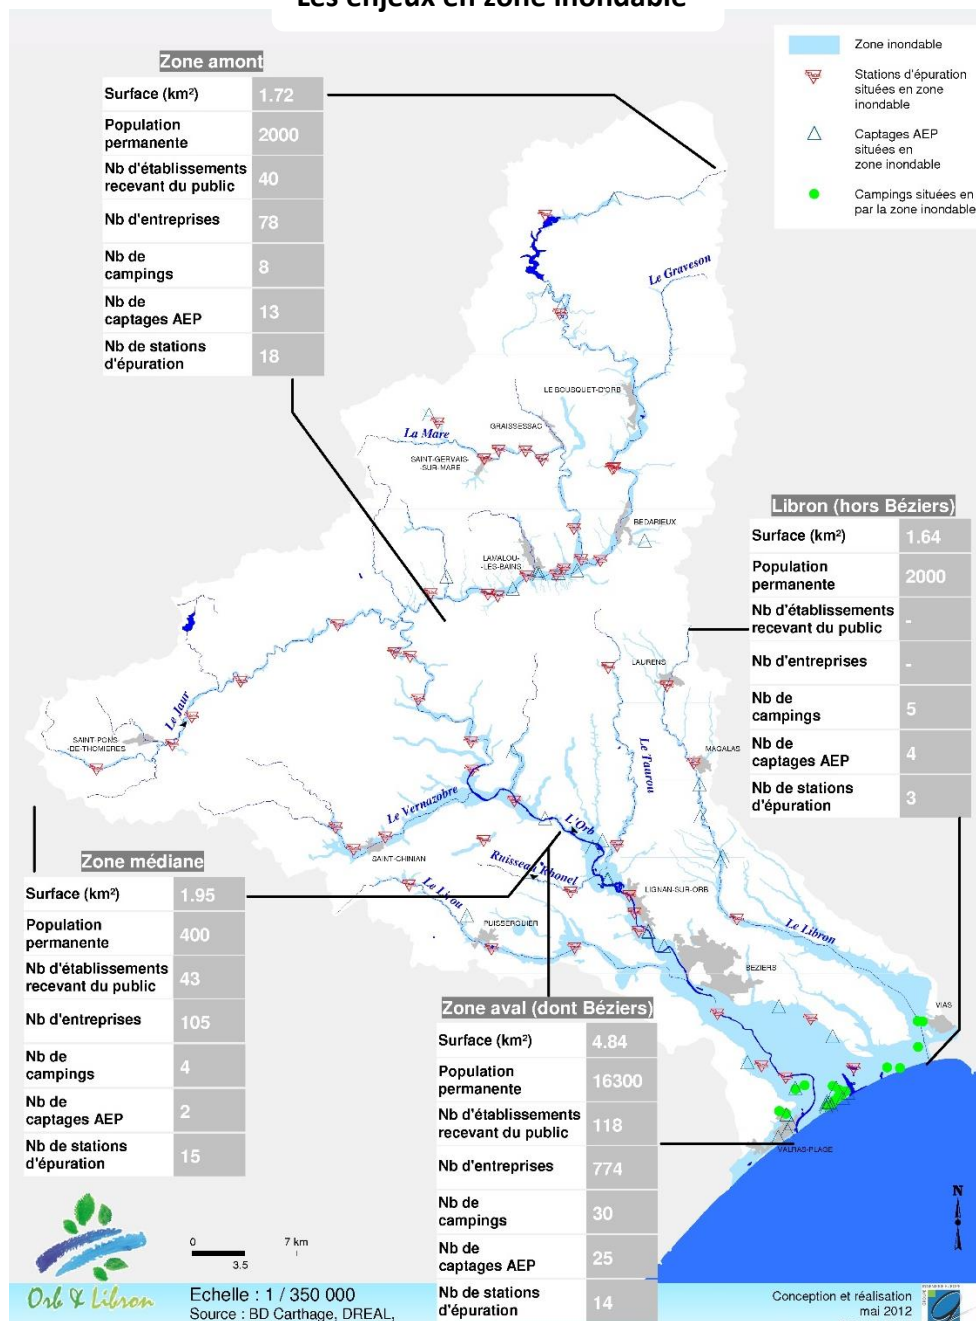 Les enjeux en zone inondable
Zone inondable
Stations d'épuration
situées en zone
inondable
Captages AEP
situées en
zone inondable
Campings situées en
par la zone inondable
Zone amont
Surface (km²) 1.72
Population
permanente 2000
Nb d'établissements
recevant du public 40
Nb d'entreprises 78
Nb de
campings 8
Nb de
captages AEP 13
Nb de stations
d'épuration 18
Le Graveson
LE BOUSQUET-D'ORB
GRAISSESSAC
La Mare
SAINT-GERVAIS-
-SUR-MARE
BEDARIEUX
LAMALOU-
-LES-BAINS
Libron (hors Béziers)
Surface (km²) 1.64
Population
permanente 2000
Nb d'établissements
recevant du public -
Nb d'entreprises -
Nb de
campings 5
Nb de
captages AEP 4
Nb de stations
d'épuration 3
LAURENS
Le Jaur
SAINT-PONS-
DE-THOMIERES
Le Taurou
MAGALAS
Le Vernazobre
L'Orb
SAINT-CHINIAN
Ruisseau Rhonel
Le Lirou
LIGNAN-SUR-ORB
PUISSERGUIER
Le Libron
BEZIERS
VIAS
VALRAS-PLAGE
Zone médiane
Surface (km²) 1.95
Population
permanente 400
Nb d'établissements
recevant du public 43
Nb d'entreprises 105
Nb de
campings 4
Nb de
captages AEP 2
Nb de stations
d'épuration 15
Zone aval (dont Béziers)
Surface (km²) 4.84
Population
permanente 16300
Nb d'établissements
recevant du public 118
Nb d'entreprises 774
Nb de
campings 30
Nb de
captages AEP 25
Nb de stations
d'épuration 14
N
0 7 km
3.5
Orb & Libron
Echelle : 1 / 350 000
Source : BD Carthage, DREAL,
Conception et réalisation
mai 2012